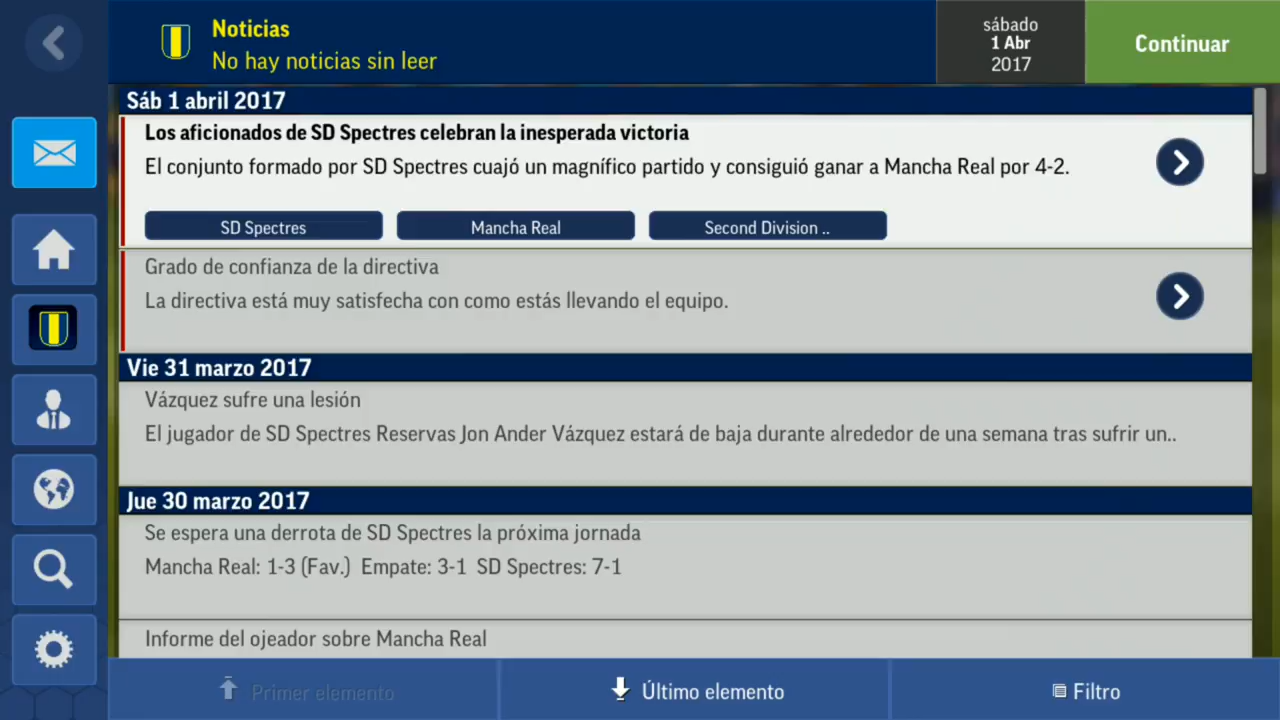 Noticias
No hay noticias sin leer
sábado
1 Abr
2017
Continuar
Sáb 1 abril 2017
Los aficionados de SD Spectres celebran la inesperada victoria
El conjunto formado por SD Spectres cuajó un magnífico partido y consiguió ganar a Mancha Real por 4-2.
SD Spectres
Mancha Real
Second Division ..
Grado de confianza de la directiva
La directiva está muy satisfecha con como estás llevando el equipo.
Vie 31 marzo 2017
Vázquez sufre una lesión
El jugador de SD Spectres Reservas Jon Ander Vázquez estará de baja durante alrededor de una semana tras sufrir un..
Jue 30 marzo 2017
Se espera una derrota de SD Spectres la próxima jornada
Mancha Real: 1-3 (Fav.) Empate: 3-1 SD Spectres: 7-1
Informe del ojeador sobre Mancha Real
Primer elemento
Último elemento
Filtro